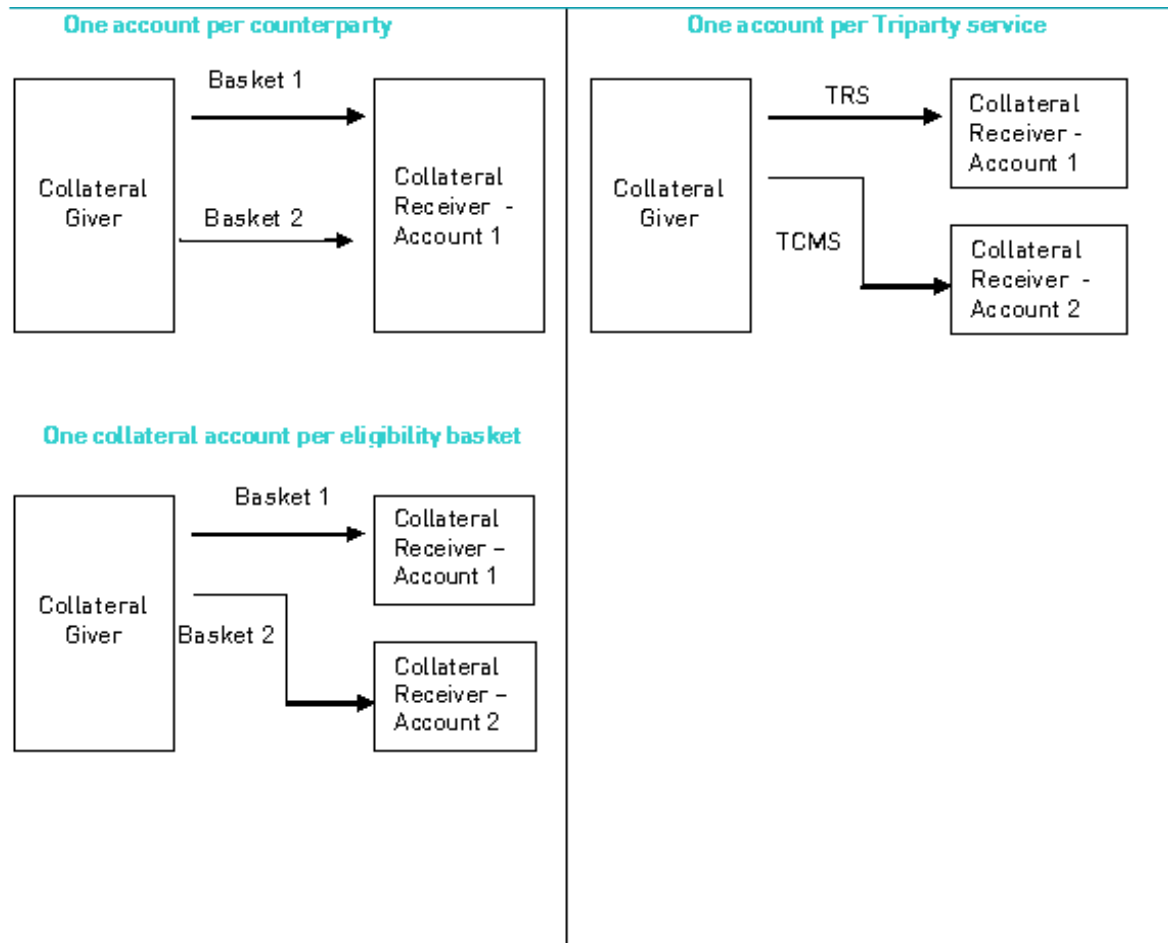 One account per counterparty
Basket 1
Collateral
Giver
Basket 2
Collateral
Receiver -
Account 1
One collateral account per eligibility basket
Basket 1
Collateral
Giver
Basket 2
Collateral
Receiver –
Account 1
Collateral
Receiver –
Account 2
One account per Triparty service
TRS
Collateral
Giver
TCMS
Collateral
Receiver -
Account 1
Collateral
Receiver -
Account 2